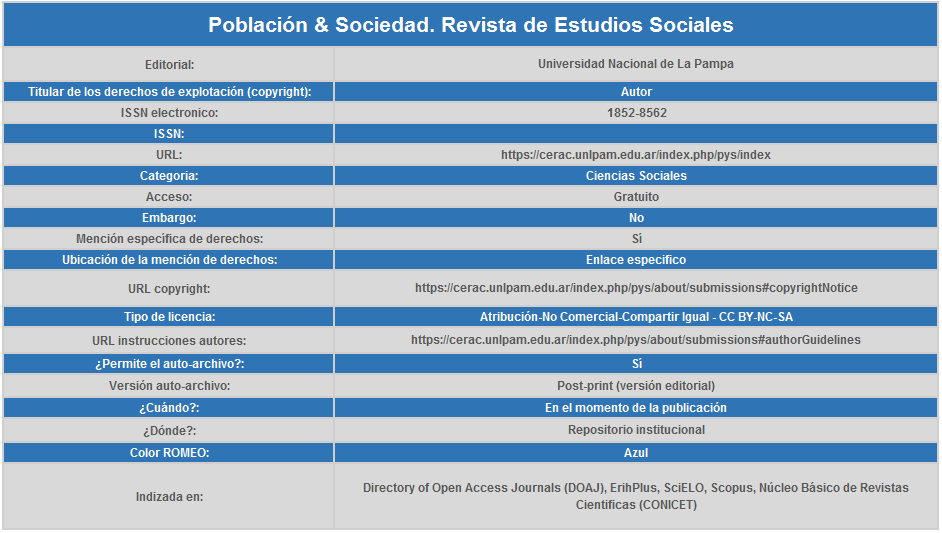 Población & Sociedad. Revista de Estudios Sociales
Editorial: Universidad Nacional de La Pampa
Titular de los derechos de explotación (copyright): Autor
ISSN electronico: 1852-8562
ISSN:
URL: https://cerac.unlpam.edu.ar/index.php/pys/index
Categoria: Ciencias Sociales
Acceso: Gratuito
Embargo: No
Mención específica de derechos: Sí
Ubicación de la mención de derechos: Enlace especifico
URL copyright: https://cerac.unlpam.edu.ar/index.php/pys/about/submissions#copyrightNotice
Tipo de licencia: Atribución-No Comercial-Compartir Igual - CC BY-NC-SA
URL instrucciones autores: https://cerac.unlpam.edu.ar/index.php/pys/about/submissions#authorGuidelines
¿Permite el auto-archivo?: Sí
Versión auto-archivo: Post-print (versión editorial)
¿Cuándo?: En el momento de la publicación
¿Dónde?: Repositorio institucional
Color ROMEO: Azul
Indizada en: Directory of Open Access Journals (DOAJ), ErihPlus, SciELO, Scopus, Núcleo Básico de Revistas
Científicas (CONICET)